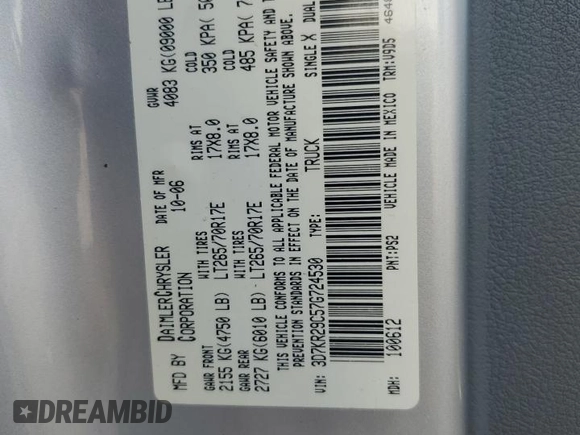 MFD BY DAIMLERCHRYSLER CORPORATION
DATE OF MFR 10-06
GVWR 4083 KG(09000 LB
GAWR FRONT WITH TIRES RIMS AT COLD
2155 KG(4750 LB) LT265/70R17E 17X8.0 350 KPA(
GAWR REAR WITH TIRES RIMS AT COLD
2727 KG(6010 LB) LT265/70R17E 17X8.0 485 KPA(
THIS VEHICLE CONFORMS TO ALL APPLICABLE FEDERAL MOTOR VEHICLE SAFETY AND
PREVENTION STANDARDS IN EFFECT ON THE DATE OF MANUFACTURE SHOWN ABOVE.
VIN: 3D7KR29C57G724530 TRUCK SINGLE X DUAL
MDH: 100612 PNT:PS2 VEHICLE MADE IN MEXICO TRM:V9D5
DREAMBID